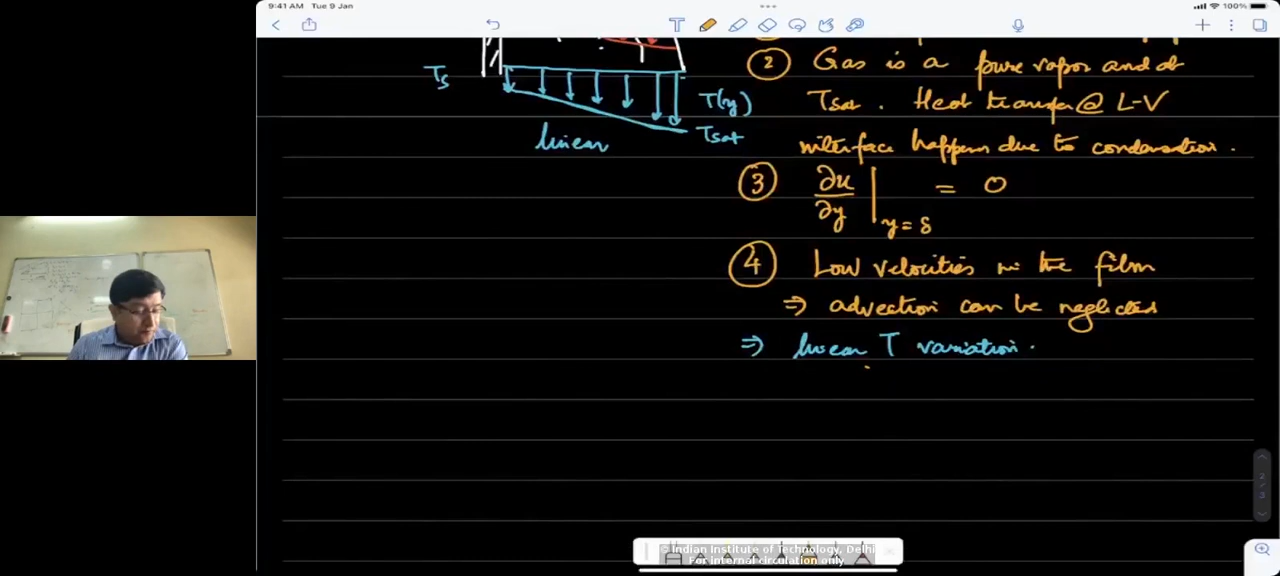 9:41 AM Tue 9 Jan
100%
Ts
T(y)
Tsat
linear
② Gas is a pure vapor and at
Tsat. Heat transfer @ L-V
interface happens due to condensation.
③ ∂u/∂y | y=δ = 0
④ Low velocities in the film
⇒ advection can be neglected
⇒ linear T variation.
© Indian Institute of Technology, Delhi
For internal circulation only